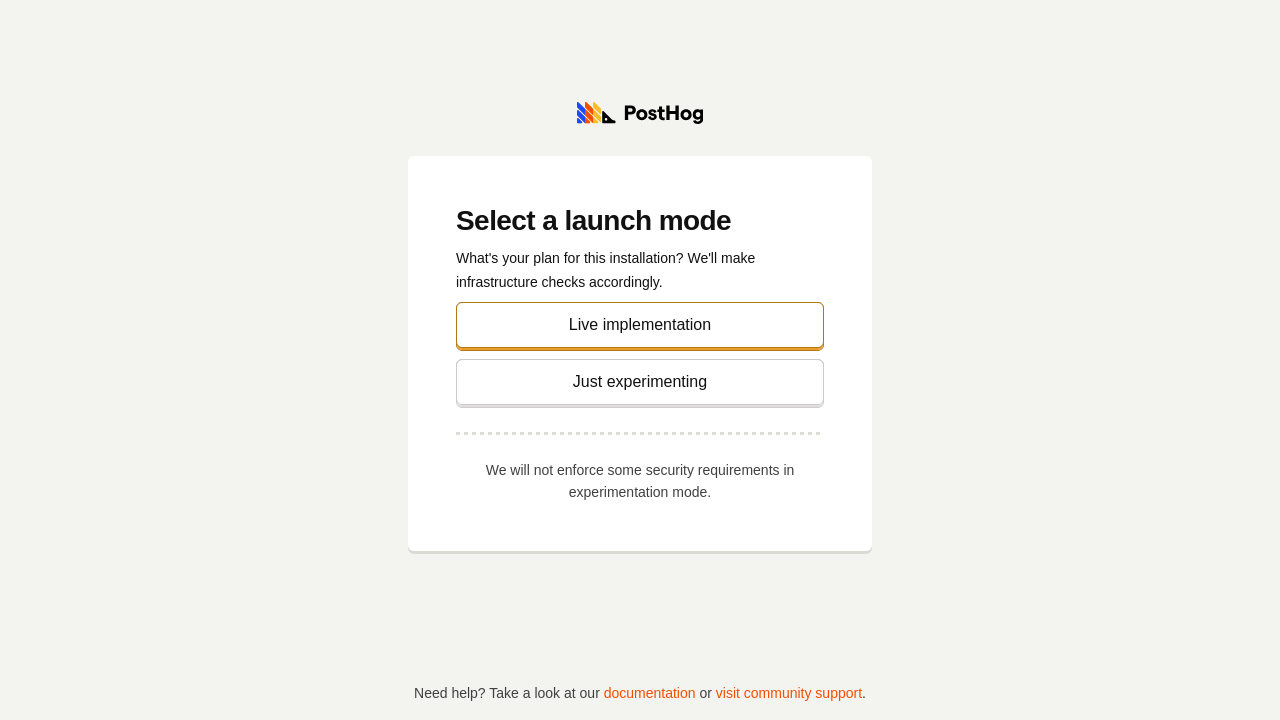 PostHog
Select a launch mode
What's your plan for this installation? We'll make
infrastructure checks accordingly.
Live implementation
Just experimenting
We will not enforce some security requirements in
experimentation mode.
Need help? Take a look at our documentation or visit community support.